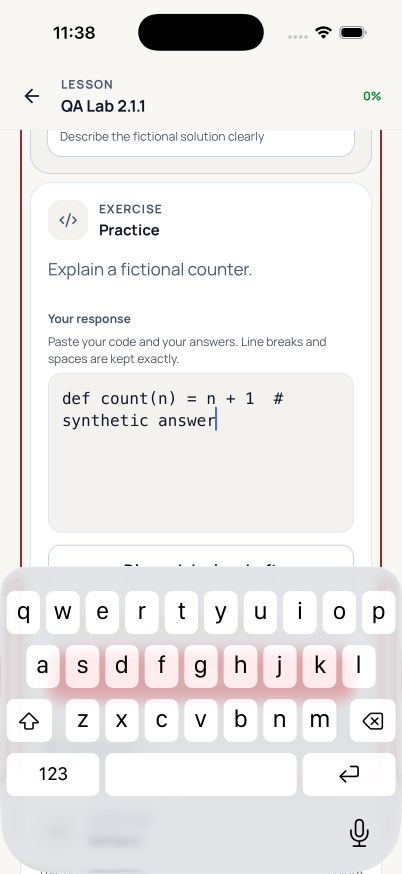 11:38
LESSON
QA Lab 2.1.1
0%
Describe the fictional solution clearly
</>
EXERCISE
Practice
Explain a fictional counter.
Your response
Paste your code and your answers. Line breaks and
spaces are kept exactly.
def count(n) = n + 1  #
synthetic answer
q w e r t y u i o p
a s d f g h j k l
z x c v b n m
123